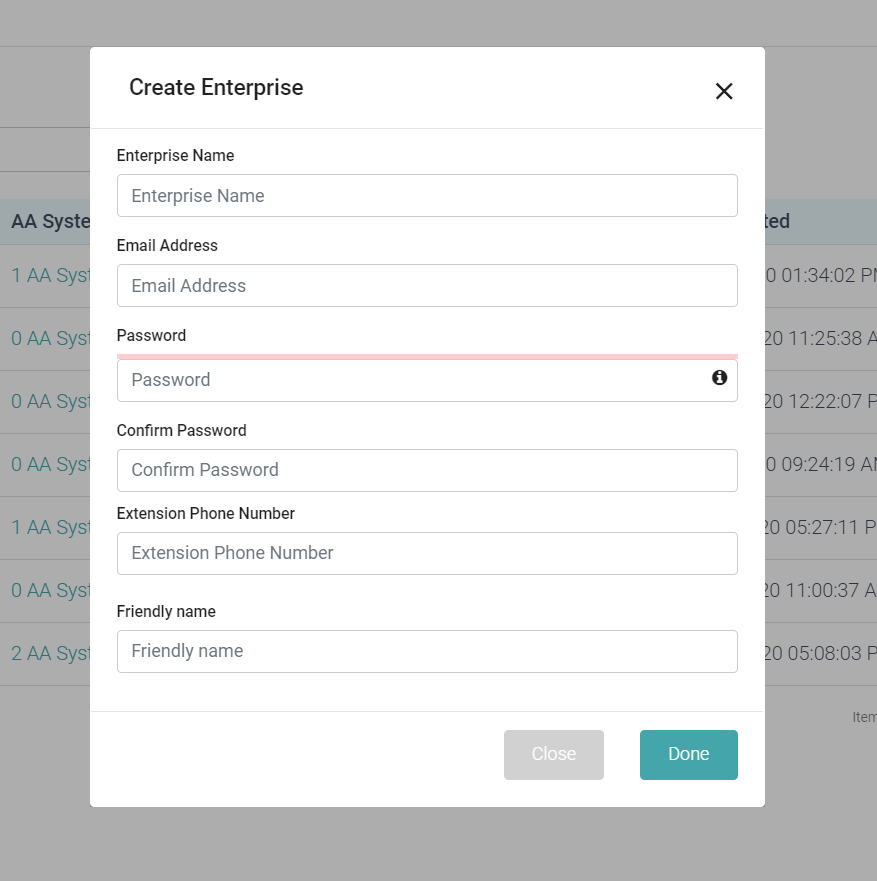 Create Enterprise
Enterprise Name
Enterprise Name
Email Address
Email Address
Password
Password
Confirm Password
Confirm Password
Extension Phone Number
Extension Phone Number
Friendly name
Friendly name
Close
Done
AA Syste
ted
1 AA Syst
0 01:34:02 PM
0 AA Syst
20 11:25:38 A
0 AA Syst
20 12:22:07 P
0 AA Syst
0 09:24:19 AM
1 AA Syst
20 05:27:11 P
0 AA Syst
20 11:00:37 A
2 AA Syst
20 05:08:03 P
Item